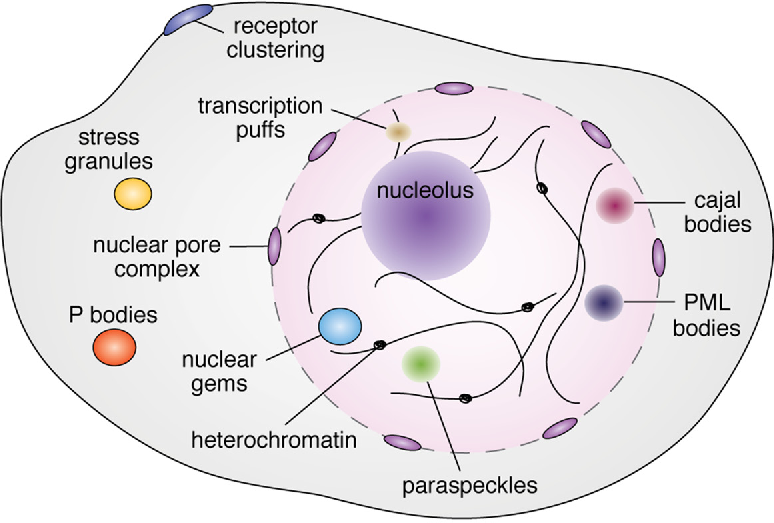 receptor
clustering
transcription
puffs
stress
granules
nucleolus
cajal
bodies
nuclear pore
complex
P bodies
PML
bodies
nuclear
gems
heterochromatin
paraspeckles